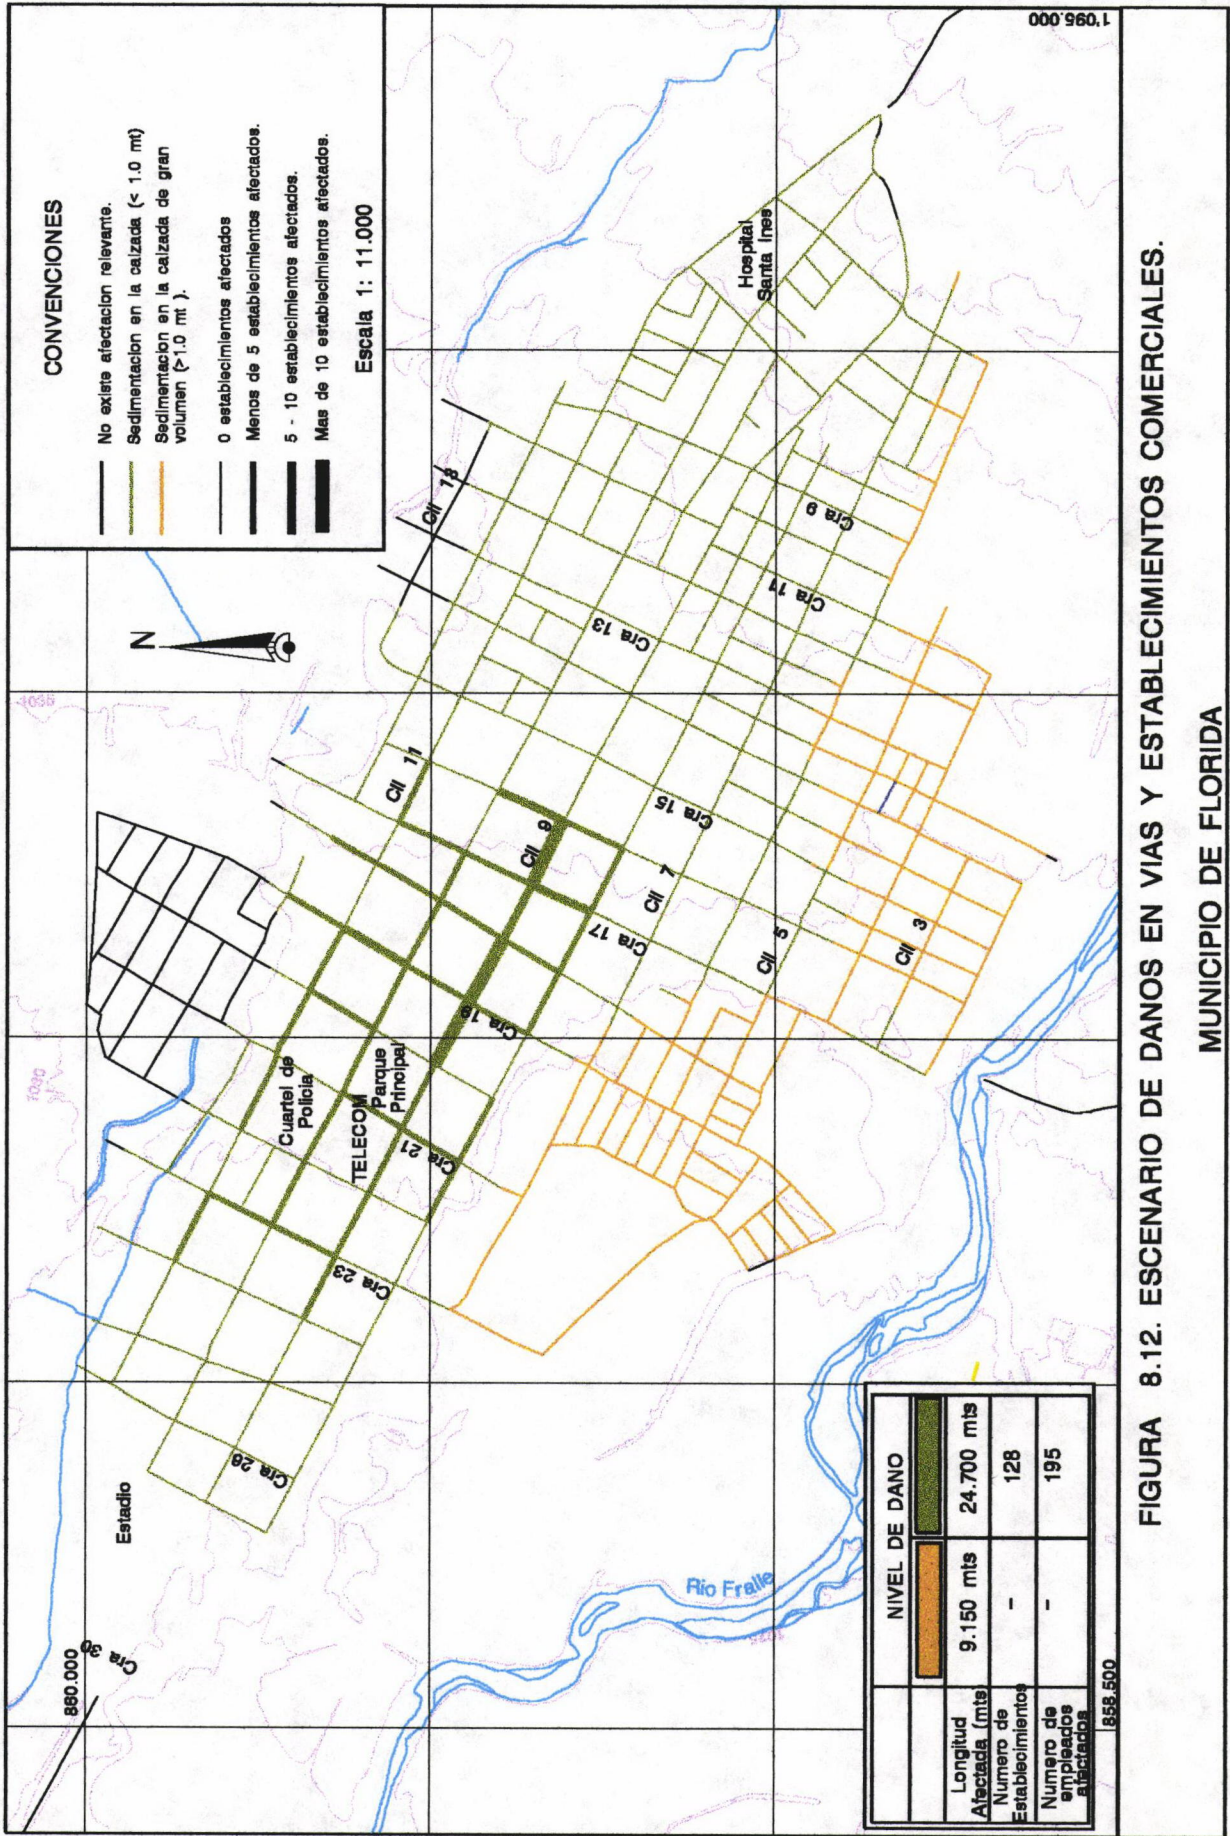 CONVENCIONES
No existe afectacion relevante.
Sedimentacion en la calzada (< 1.0 mt)
Sedimentacion en la calzada de gran
volumen (>1.0 mt ).
0 establecimientos afectados
Menos de 5 establecimientos afectados.
5 - 10 establecimientos afectados.
Mas de 10 establecimientos afectados.
Escala 1: 11.000
1'095.000
N
1035
1030
880.000
Cra 30
Estadio
Cra 26
Cra 23
Cuartel de
Policia
TELECOM
Parque
Principal
Cra 21
Cra 19
Cra 17
Cll 11
Cll 9
Cll 7
Cll 5
Cll 3
Cra 15
Cra 13
Cra 11
Cra 9
Cll 18
Hospital
Santa Ines
Rio Fraile
1025
858.500
NIVEL DE DANO
Longitud
Afectada (mts)
9.150 mts
24.700 mts
Numero de
Establecimientos
-
128
Numero de
empleados
afectados
-
195
FIGURA 8.12. ESCENARIO DE DANOS EN VIAS Y ESTABLECIMIENTOS COMERCIALES.
MUNICIPIO DE FLORIDA